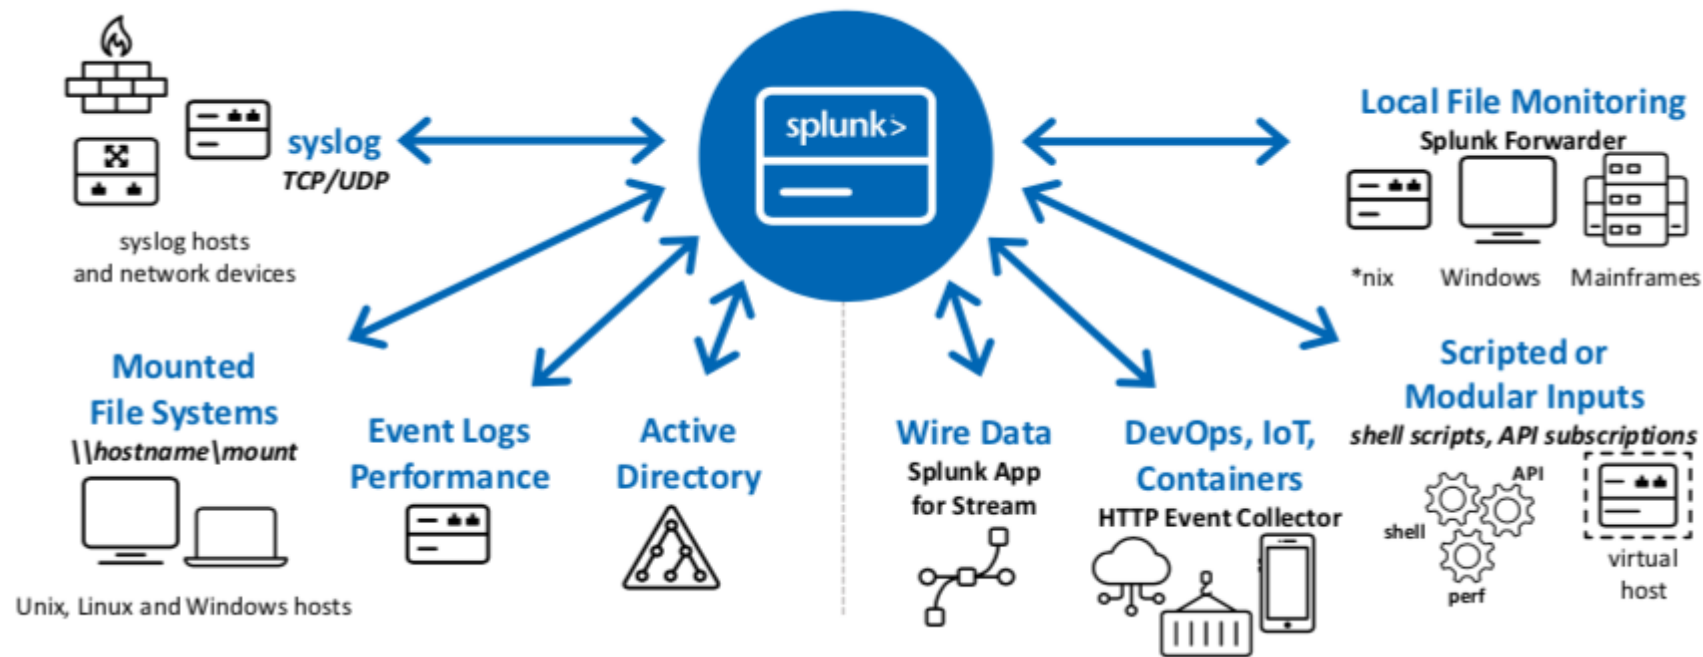 splunk>
syslog
TCP/UDP
syslog hosts
and network devices
Mounted
File Systems
\\hostname\mount
Unix, Linux and Windows hosts
Event Logs
Performance
Active
Directory
Wire Data
Splunk App
for Stream
DevOps, IoT,
Containers
HTTP Event Collector
Local File Monitoring
Splunk Forwarder
*nix
Windows
Mainframes
Scripted or
Modular Inputs
shell scripts, API subscriptions
API
shell
perf
virtual
host